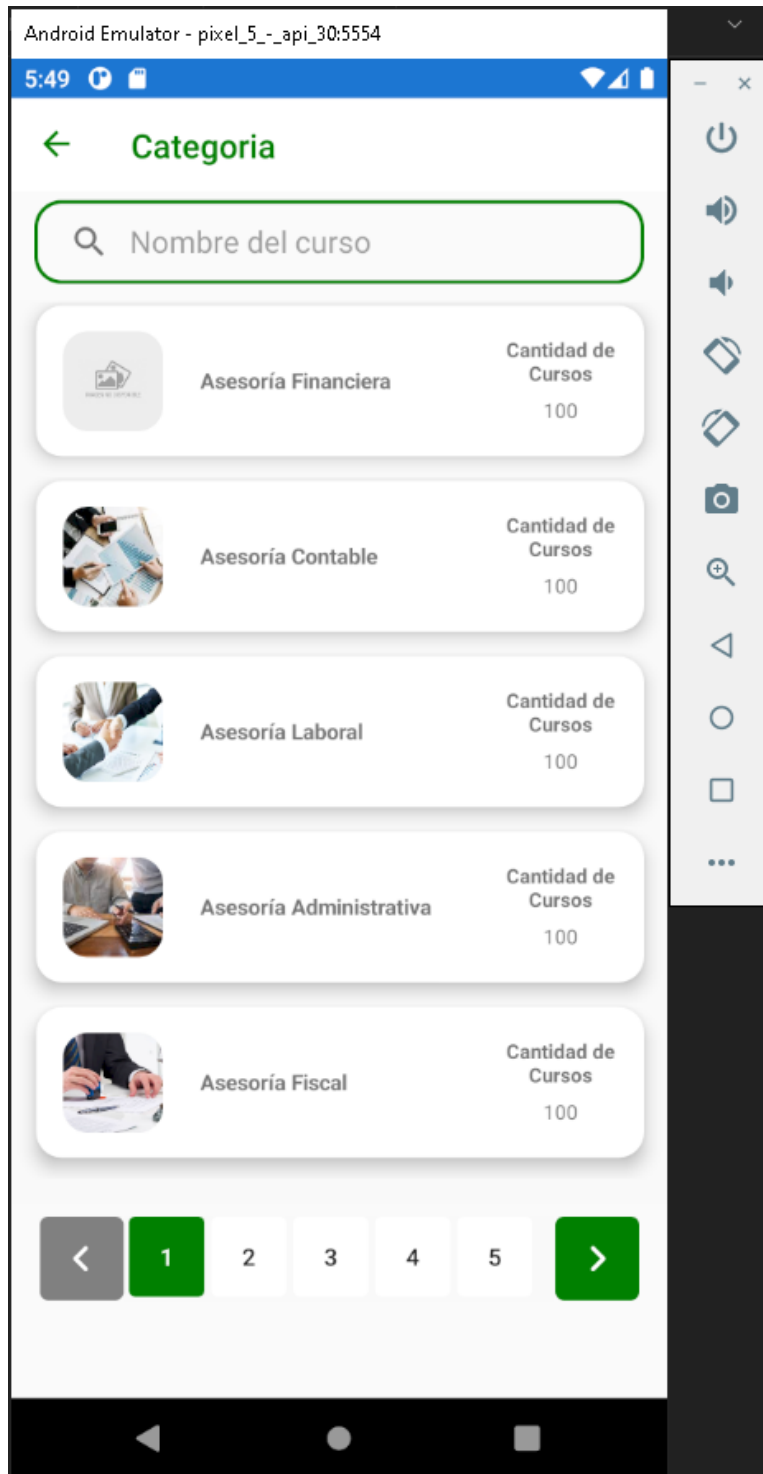 Android Emulator - pixel_5_-_api_30:5554
5:49
Categoria
Nombre del curso
Asesoría Financiera
Cantidad de
Cursos
100
Asesoría Contable
Cantidad de
Cursos
100
Asesoría Laboral
Cantidad de
Cursos
100
Asesoría Administrativa
Cantidad de
Cursos
100
Asesoría Fiscal
Cantidad de
Cursos
100
1 2 3 4 5